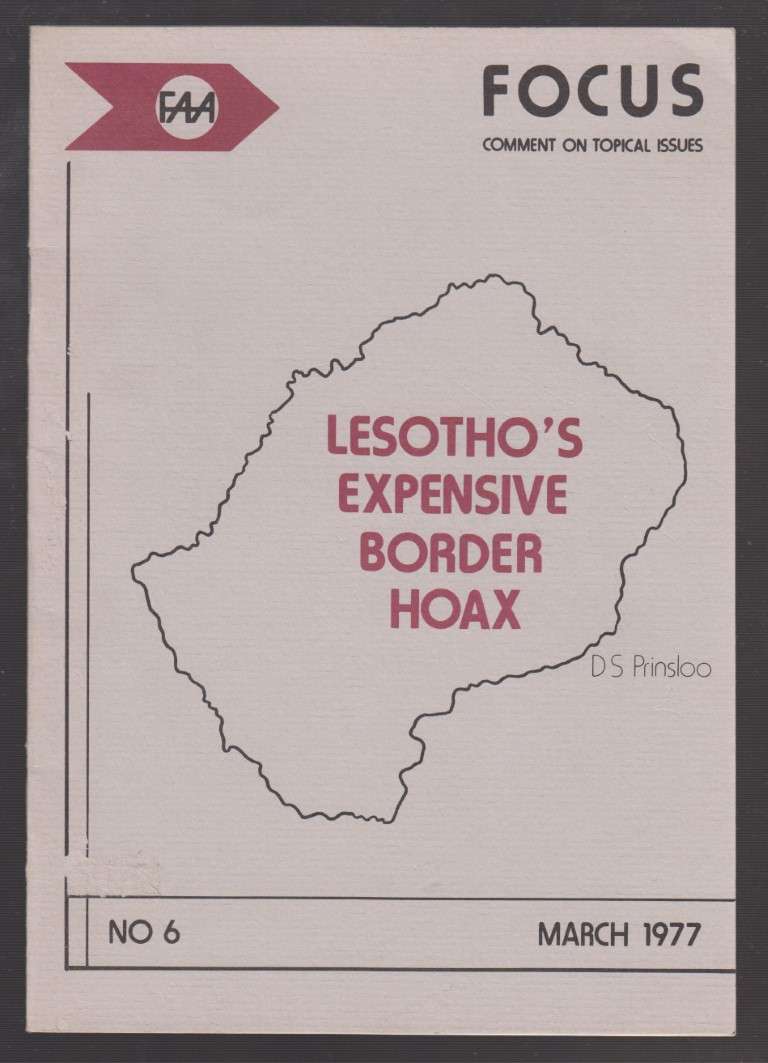 FAA
FOCUS
COMMENT ON TOPICAL ISSUES
LESOTHO'S
EXPENSIVE
BORDER
HOAX
D S Prinsloo
NO 6
MARCH 1977